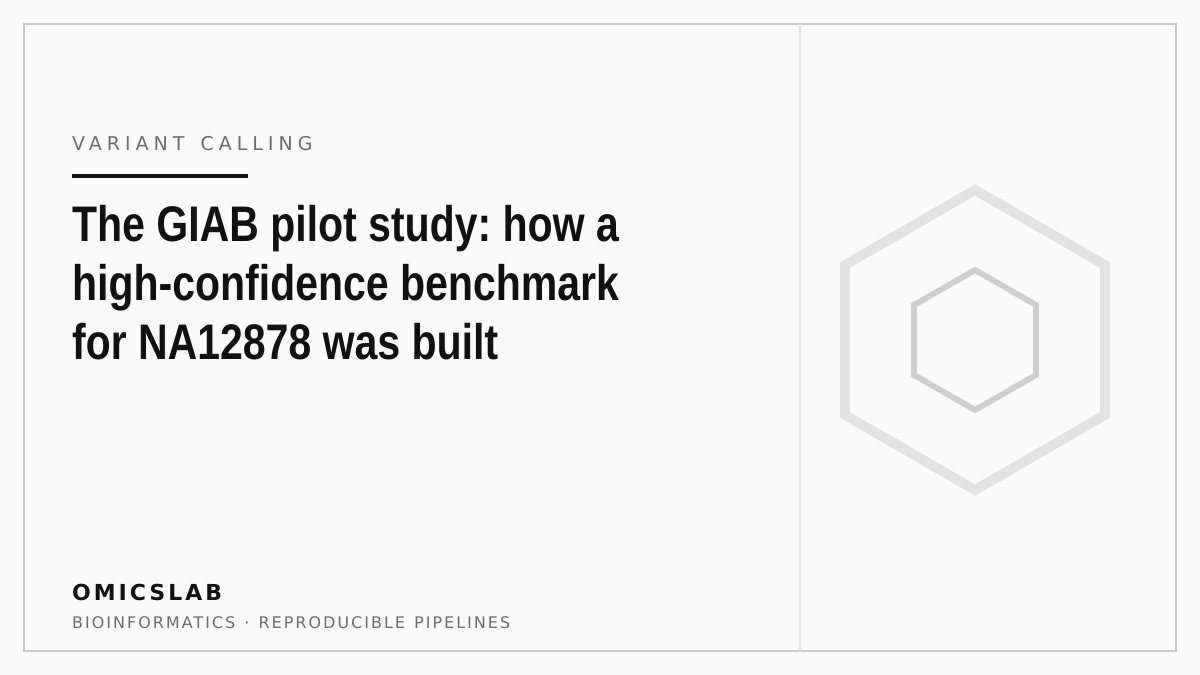 VARIANT CALLING
The GIAB pilot study: how a
high-confidence benchmark
for NA12878 was built
OMICSLAB
BIOINFORMATICS · REPRODUCIBLE PIPELINES